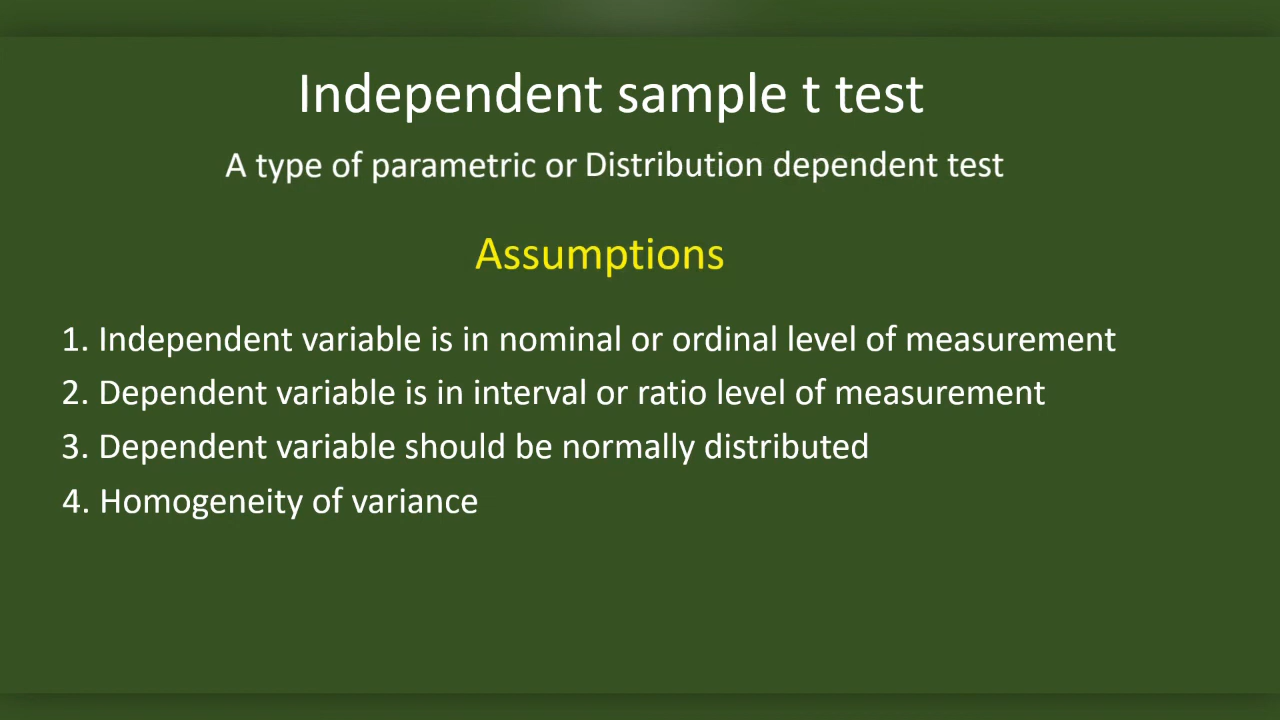 Independent sample t test
A type of parametric or Distribution dependent test
Assumptions
1. Independent variable is in nominal or ordinal level of measurement
2. Dependent variable is in interval or ratio level of measurement
3. Dependent variable should be normally distributed
4. Homogeneity of variance